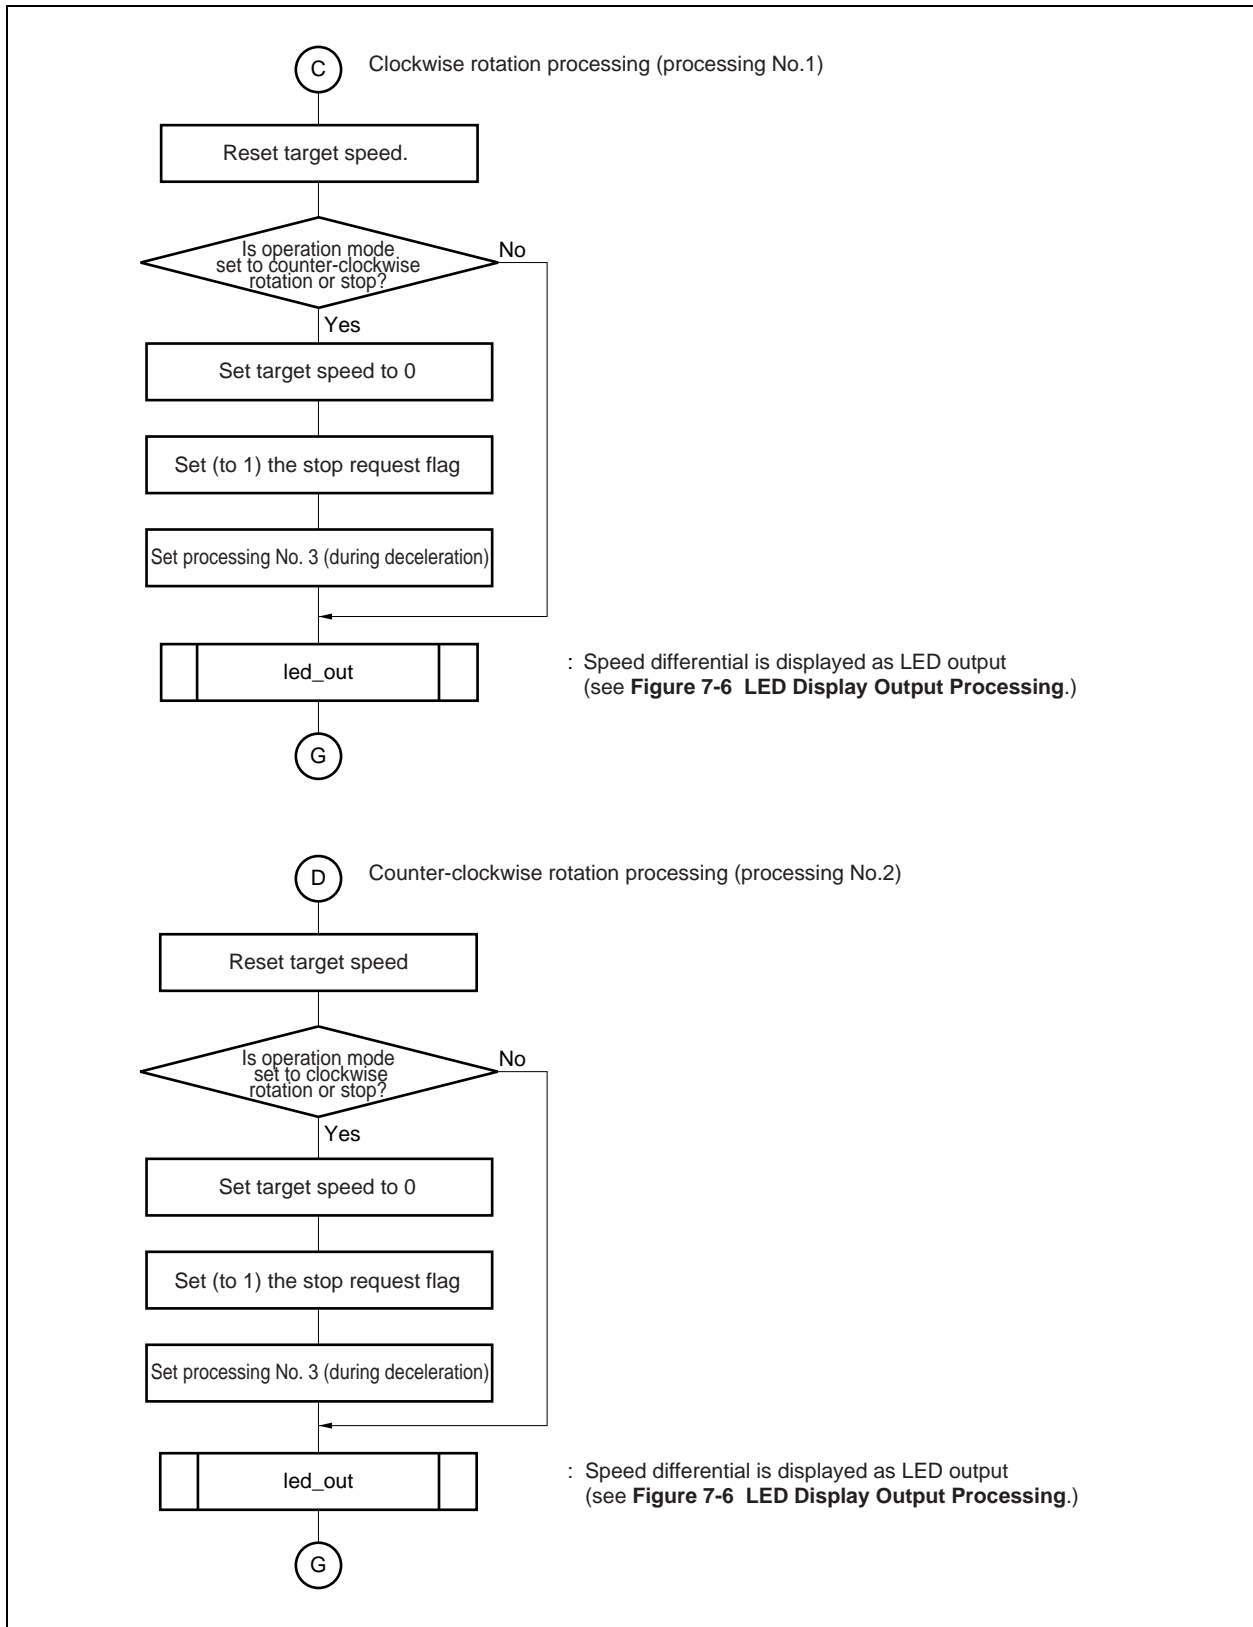 C
Clockwise rotation processing (processing No.1)
Reset target speed.
Is operation mode
set to counter-clockwise
rotation or stop?
No
Yes
Set target speed to 0
Set (to 1) the stop request flag
Set processing No. 3 (during deceleration)
led_out
: Speed differential is displayed as LED output
(see Figure 7-6 LED Display Output Processing.)
G
D
Counter-clockwise rotation processing (processing No.2)
Reset target speed
Is operation mode
set to clockwise
rotation or stop?
No
Yes
Set target speed to 0
Set (to 1) the stop request flag
Set processing No. 3 (during deceleration)
led_out
: Speed differential is displayed as LED output
(see Figure 7-6 LED Display Output Processing.)
G